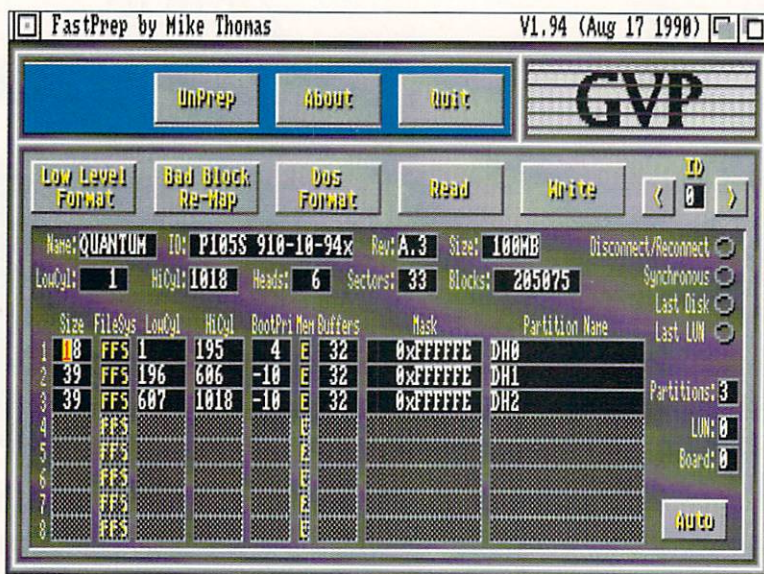 FastPrep by Mike Thomas V1.94 (Aug 17 1990)
UnPrep About Quit GVP
Low Level Format Bad Block Re-Map Dos Format Read Write ID < 0 >
Name: QUANTUM ID: P105S 910-10-94x Rev: A.3 Size: 100MB Disconnect/Reconnect
LowCyl: 1 HiCyl: 1018 Heads: 6 Sectors: 33 Blocks: 205075 Synchronous
Last Disk
Last LUN
Size FileSys LowCyl HiCyl BootPri Mem Buffers Mask Partition Name
1 18 FFS 1 195 4 E 32 0xFFFFFE DH0
2 39 FFS 196 606 -10 E 32 0xFFFFFE DH1
3 39 FFS 607 1018 -10 E 32 0xFFFFFE DH2
4 FFS E
5 FFS E
6 FFS E
7 FFS E
8 FFS E
Partitions: 3
LUN: 0
Board: 0
Auto